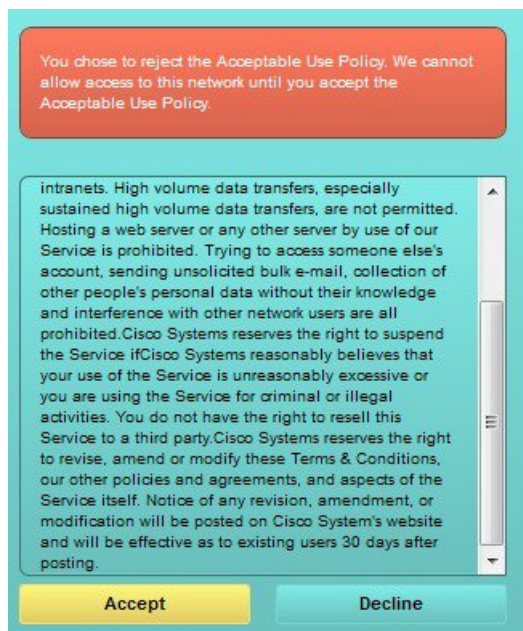 You chose to reject the Acceptable Use Policy. We cannot
allow access to this network until you accept the
Acceptable Use Policy.
intranets. High volume data transfers, especially
sustained high volume data transfers, are not permitted.
Hosting a web server or any other server by use of our
Service is prohibited. Trying to access someone else's
account, sending unsolicited bulk e-mail, collection of
other people's personal data without their knowledge
and interference with other network users are all
prohibited.Cisco Systems reserves the right to suspend
the Service ifCisco Systems reasonably believes that
your use of the Service is unreasonably excessive or
you are using the Service for criminal or illegal
activities. You do not have the right to resell this
Service to a third party.Cisco Systems reserves the right
to revise, amend or modify these Terms & Conditions,
our other policies and agreements, and aspects of the
Service itself. Notice of any revision, amendment, or
modification will be posted on Cisco System's website
and will be effective as to existing users 30 days after
posting.
Accept
Decline